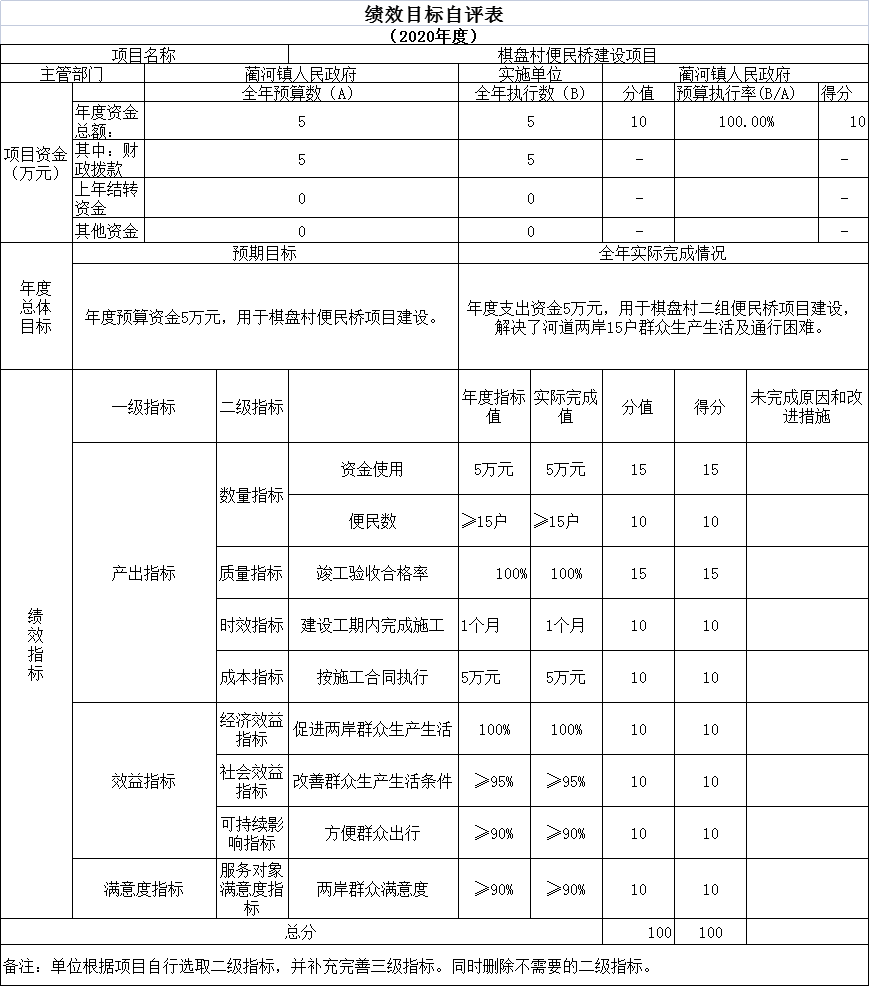 绩效目标自评表
（2020年度）
项目名称 棋盘村便民桥建设项目
主管部门 蔺河镇人民政府 实施单位 蔺河镇人民政府
项目资金（万元） 全年预算数（A） 全年执行数（B） 分值 预算执行率(B/A) 得分
年度资金总额： 5 5 10 100.00% 10
其中：财政拨款 5 5 - -
上年结转资金 0 0 - -
其他资金 0 0 - -
年度总体目标 预期目标 全年实际完成情况
年度预算资金5万元，用于棋盘村便民桥项目建设。
年度支出资金5万元，用于棋盘村二组便民桥项目建设，
解决了河道两岸15户群众生产生活及通行困难。
绩效指标 一级指标 二级指标 年度指标值 实际完成值 分值 得分 未完成原因和改进措施
产出指标 数量指标 资金使用 5万元 5万元 15 15
便民数 ≥15户 ≥15户 10 10
质量指标 竣工验收合格率 100% 100% 15 15
时效指标 建设工期内完成施工 1个月 1个月 10 10
成本指标 按施工合同执行 5万元 5万元 10 10
效益指标 经济效益指标 促进两岸群众生产生活 100% 100% 10 10
社会效益指标 改善群众生产生活条件 ≥95% ≥95% 10 10
可持续影响指标 方便群众出行 ≥90% ≥90% 10 10
满意度指标 服务对象满意度指标 两岸群众满意度 ≥90% ≥90% 10 10
总分 100 100
备注：单位根据项目自行选取二级指标，并补充完善三级指标。同时删除不需要的二级指标。